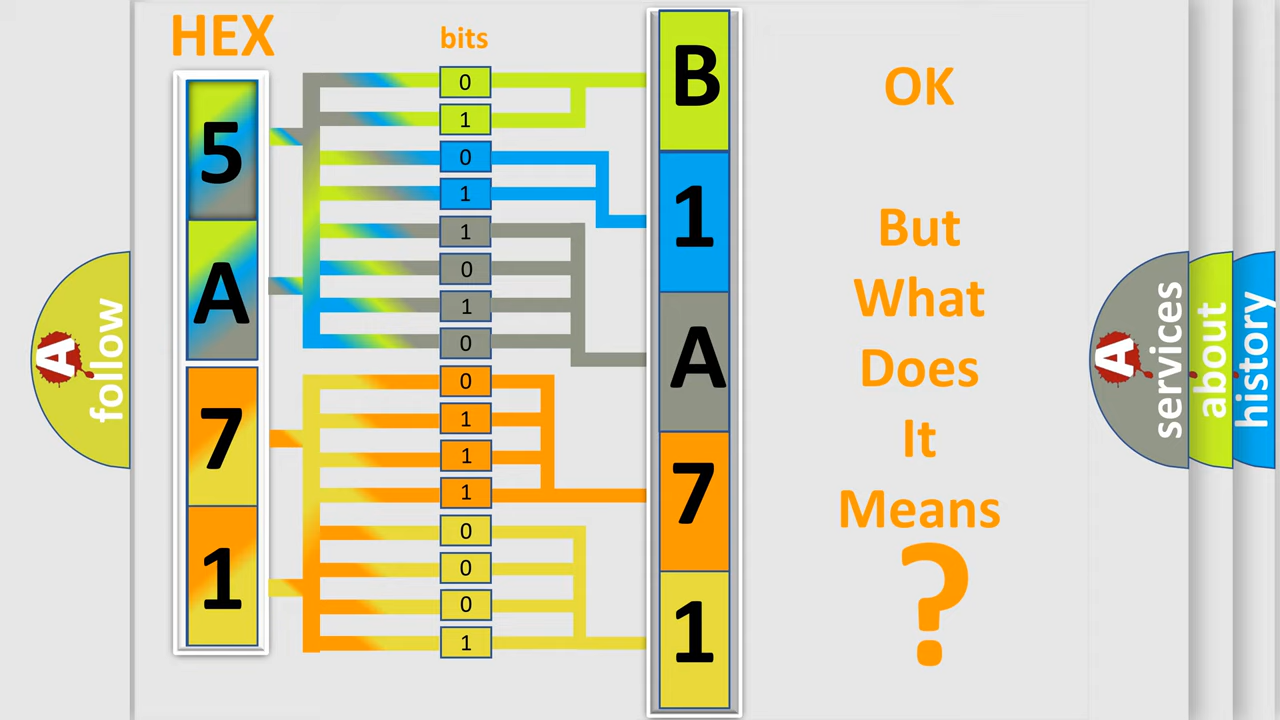 HEX
bits
5
A
7
1
0
1
0
1
1
0
1
0
0
1
1
1
0
0
0
1
B
1
A
7
1
OK
But
What
Does
It
Means
?
A
follow
A
services
about
history